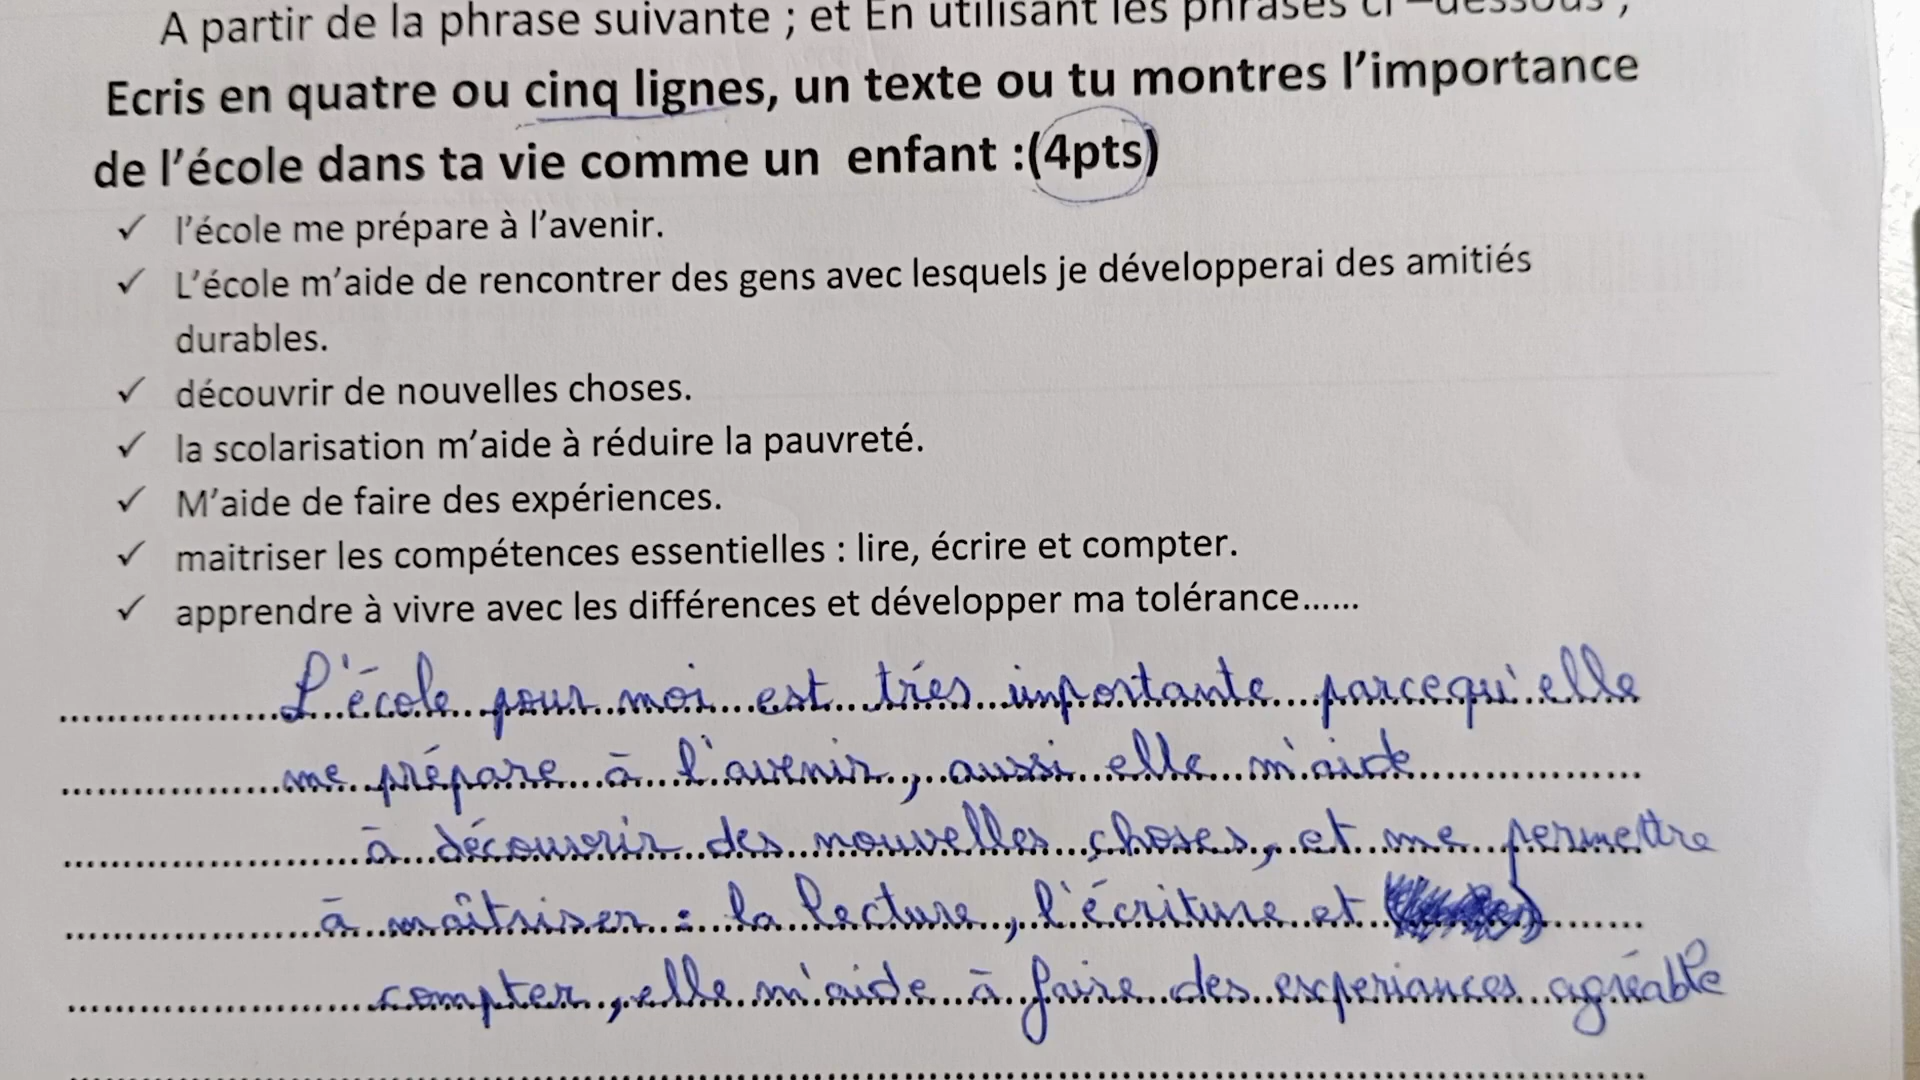 A partir de la phrase suivante ; et En utilisant les phrases ci –dessous ;
Ecris en quatre ou cinq lignes, un texte ou tu montres l’importance
de l’école dans ta vie comme un enfant :(4pts)
✓ l’école me prépare à l’avenir.
✓ L’école m’aide de rencontrer des gens avec lesquels je développerai des amitiés
durables.
✓ découvrir de nouvelles choses.
✓ la scolarisation m’aide à réduire la pauvreté.
✓ M’aide de faire des expériences.
✓ maitriser les compétences essentielles : lire, écrire et compter.
✓ apprendre à vivre avec les différences et développer ma tolérance......
L'école pour moi est trés importante parcequ'elle
me prépare à l'avenir, aussi elle m'aide
à découvrir des nouvelles choses, et me permettre
à maîtriser : la lecture, l'écriture et
compter, elle m'aide à faire des experiances agréable